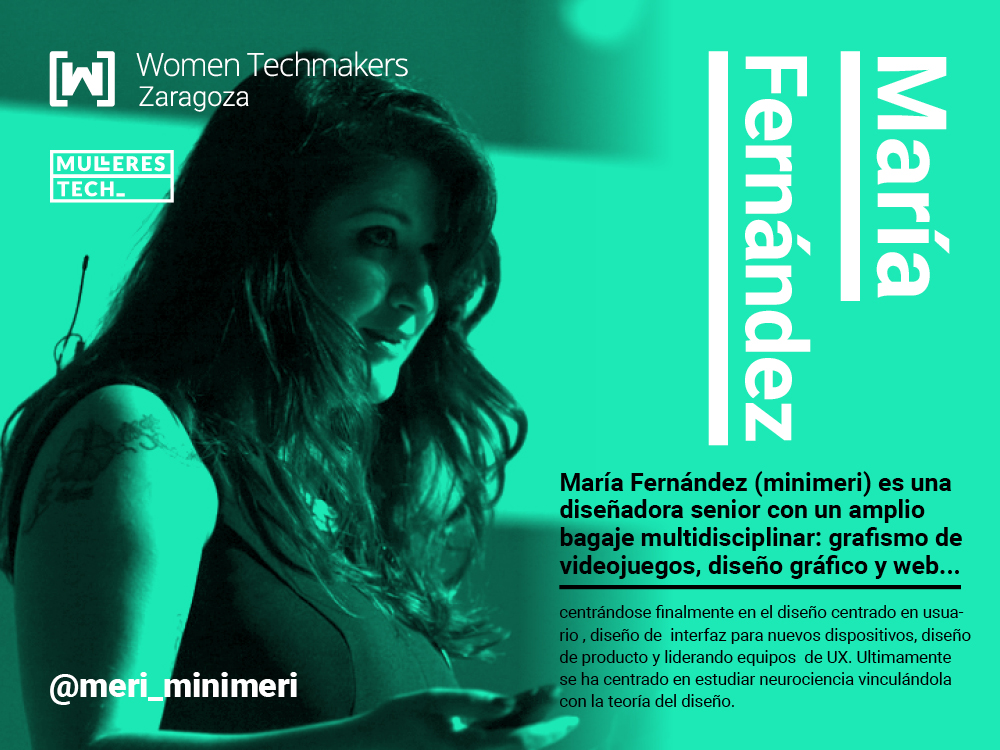 Women Techmakers
Zaragoza
MULLERES
TECH_
María
Fernández
María Fernández (minimeri) es una
diseñadora senior con un amplio
bagaje multidisciplinar: grafismo de
videojuegos, diseño gráfico y web...
centrándose finalmente en el diseño centrado en usua-
rio , diseño de  interfaz para nuevos dispositivos, diseño
de producto y liderando equipos  de UX. Ultimamente
se ha centrado en estudiar neurociencia vinculándola
con la teoría del diseño.
@meri_minimeri